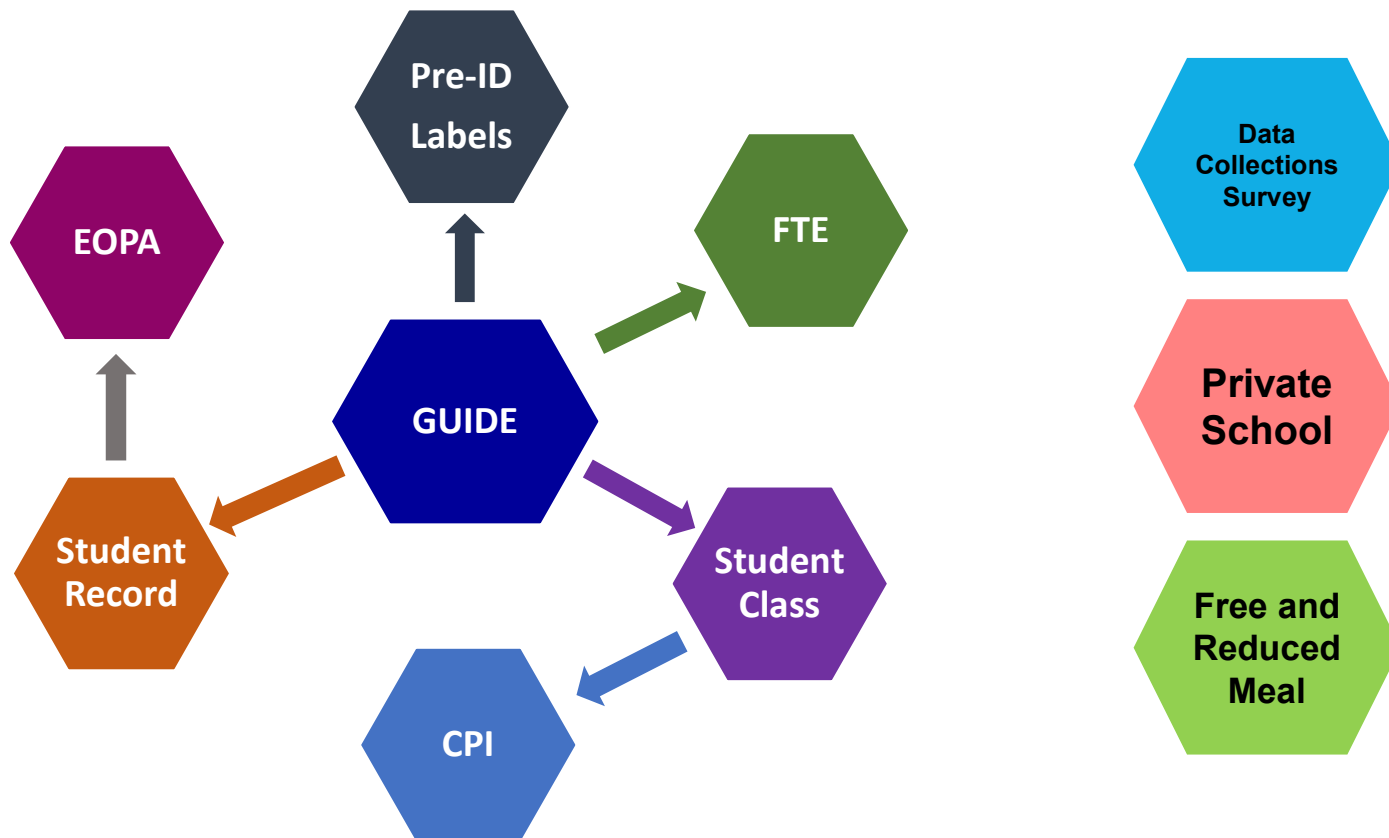 Pre-ID
Labels
EOPA
FTE
GUIDE
Student
Record
Student
Class
CPI
Data
Collections
Survey
Private
School
Free and
Reduced
Meal